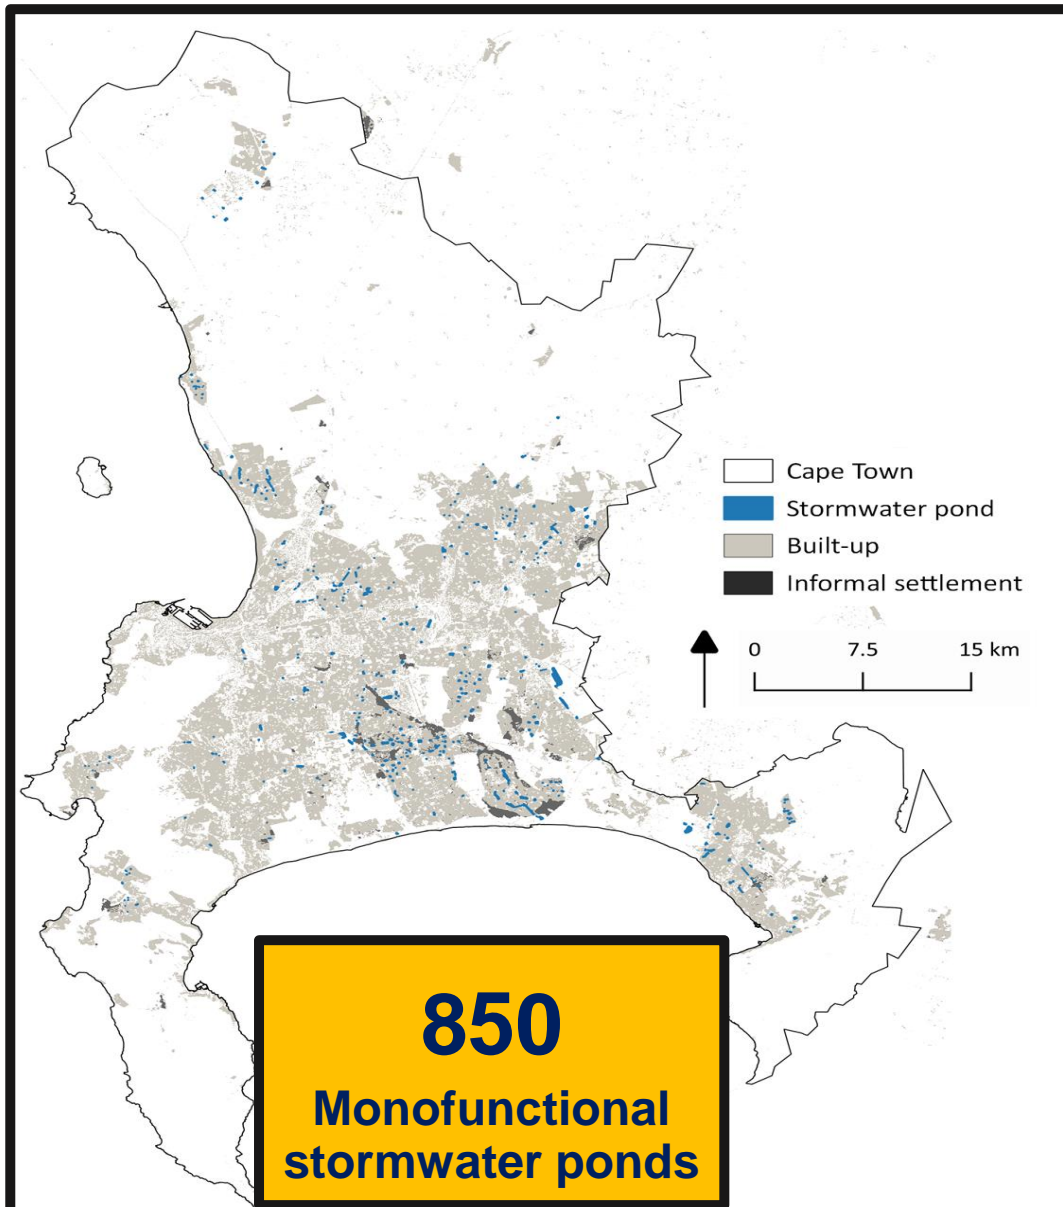 Cape Town
Stormwater pond
Built-up
Informal settlement
0 7.5 15 km
850
Monofunctional
stormwater ponds